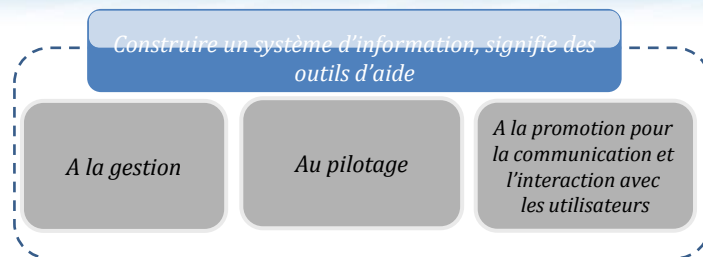 Construire un système d’information, signifie des
outils d’aide
A la gestion
Au pilotage
A la promotion pour
la communication et
l’interaction avec
les utilisateurs